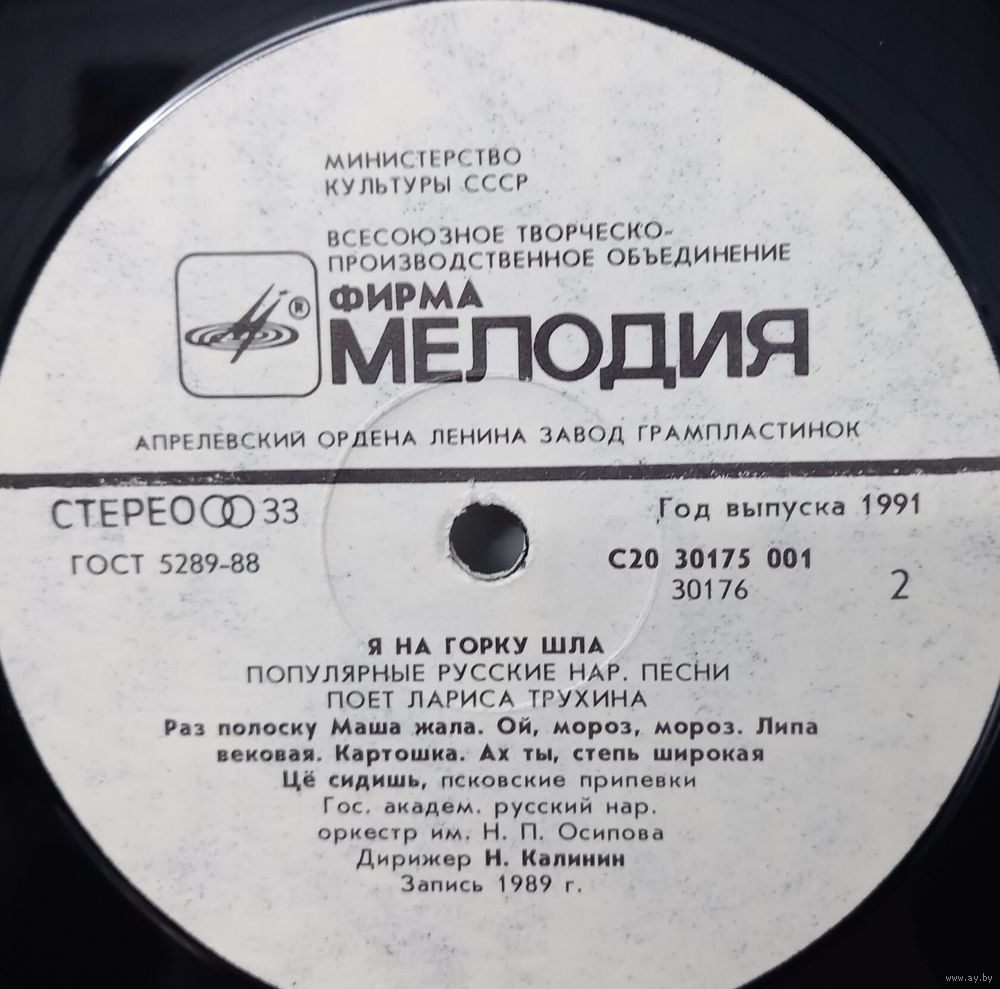 МИНИСТЕРСТВО
КУЛЬТУРЫ СССР
ВСЕСОЮЗНОЕ ТВОРЧЕСКО-
ПРОИЗВОДСТВЕННОЕ ОБЪЕДИНЕНИЕ
ФИРМА
®
МЕЛОДИЯ
АПРЕЛЕВСКИЙ ОРДЕНА ЛЕНИНА ЗАВОД ГРАМПЛАСТИНОК
СТЕРЕО 33
Год выпуска 1991
ГОСТ 5289-88
С20 30175 001
30176
2
Я НА ГОРКУ ШЛА
ПОПУЛЯРНЫЕ РУССКИЕ НАР. ПЕСНИ
ПОЕТ ЛАРИСА ТРУХИНА
Раз полоску Маша жала. Ой, мороз, мороз. Липа
вековая. Картошка. Ах ты, степь широкая
Цё сидишь, псковские припевки
Гос. академ. русский нар.
оркестр им. Н. П. Осипова
Дирижер Н. Калинин
Запись 1989 г.
www.ay.by